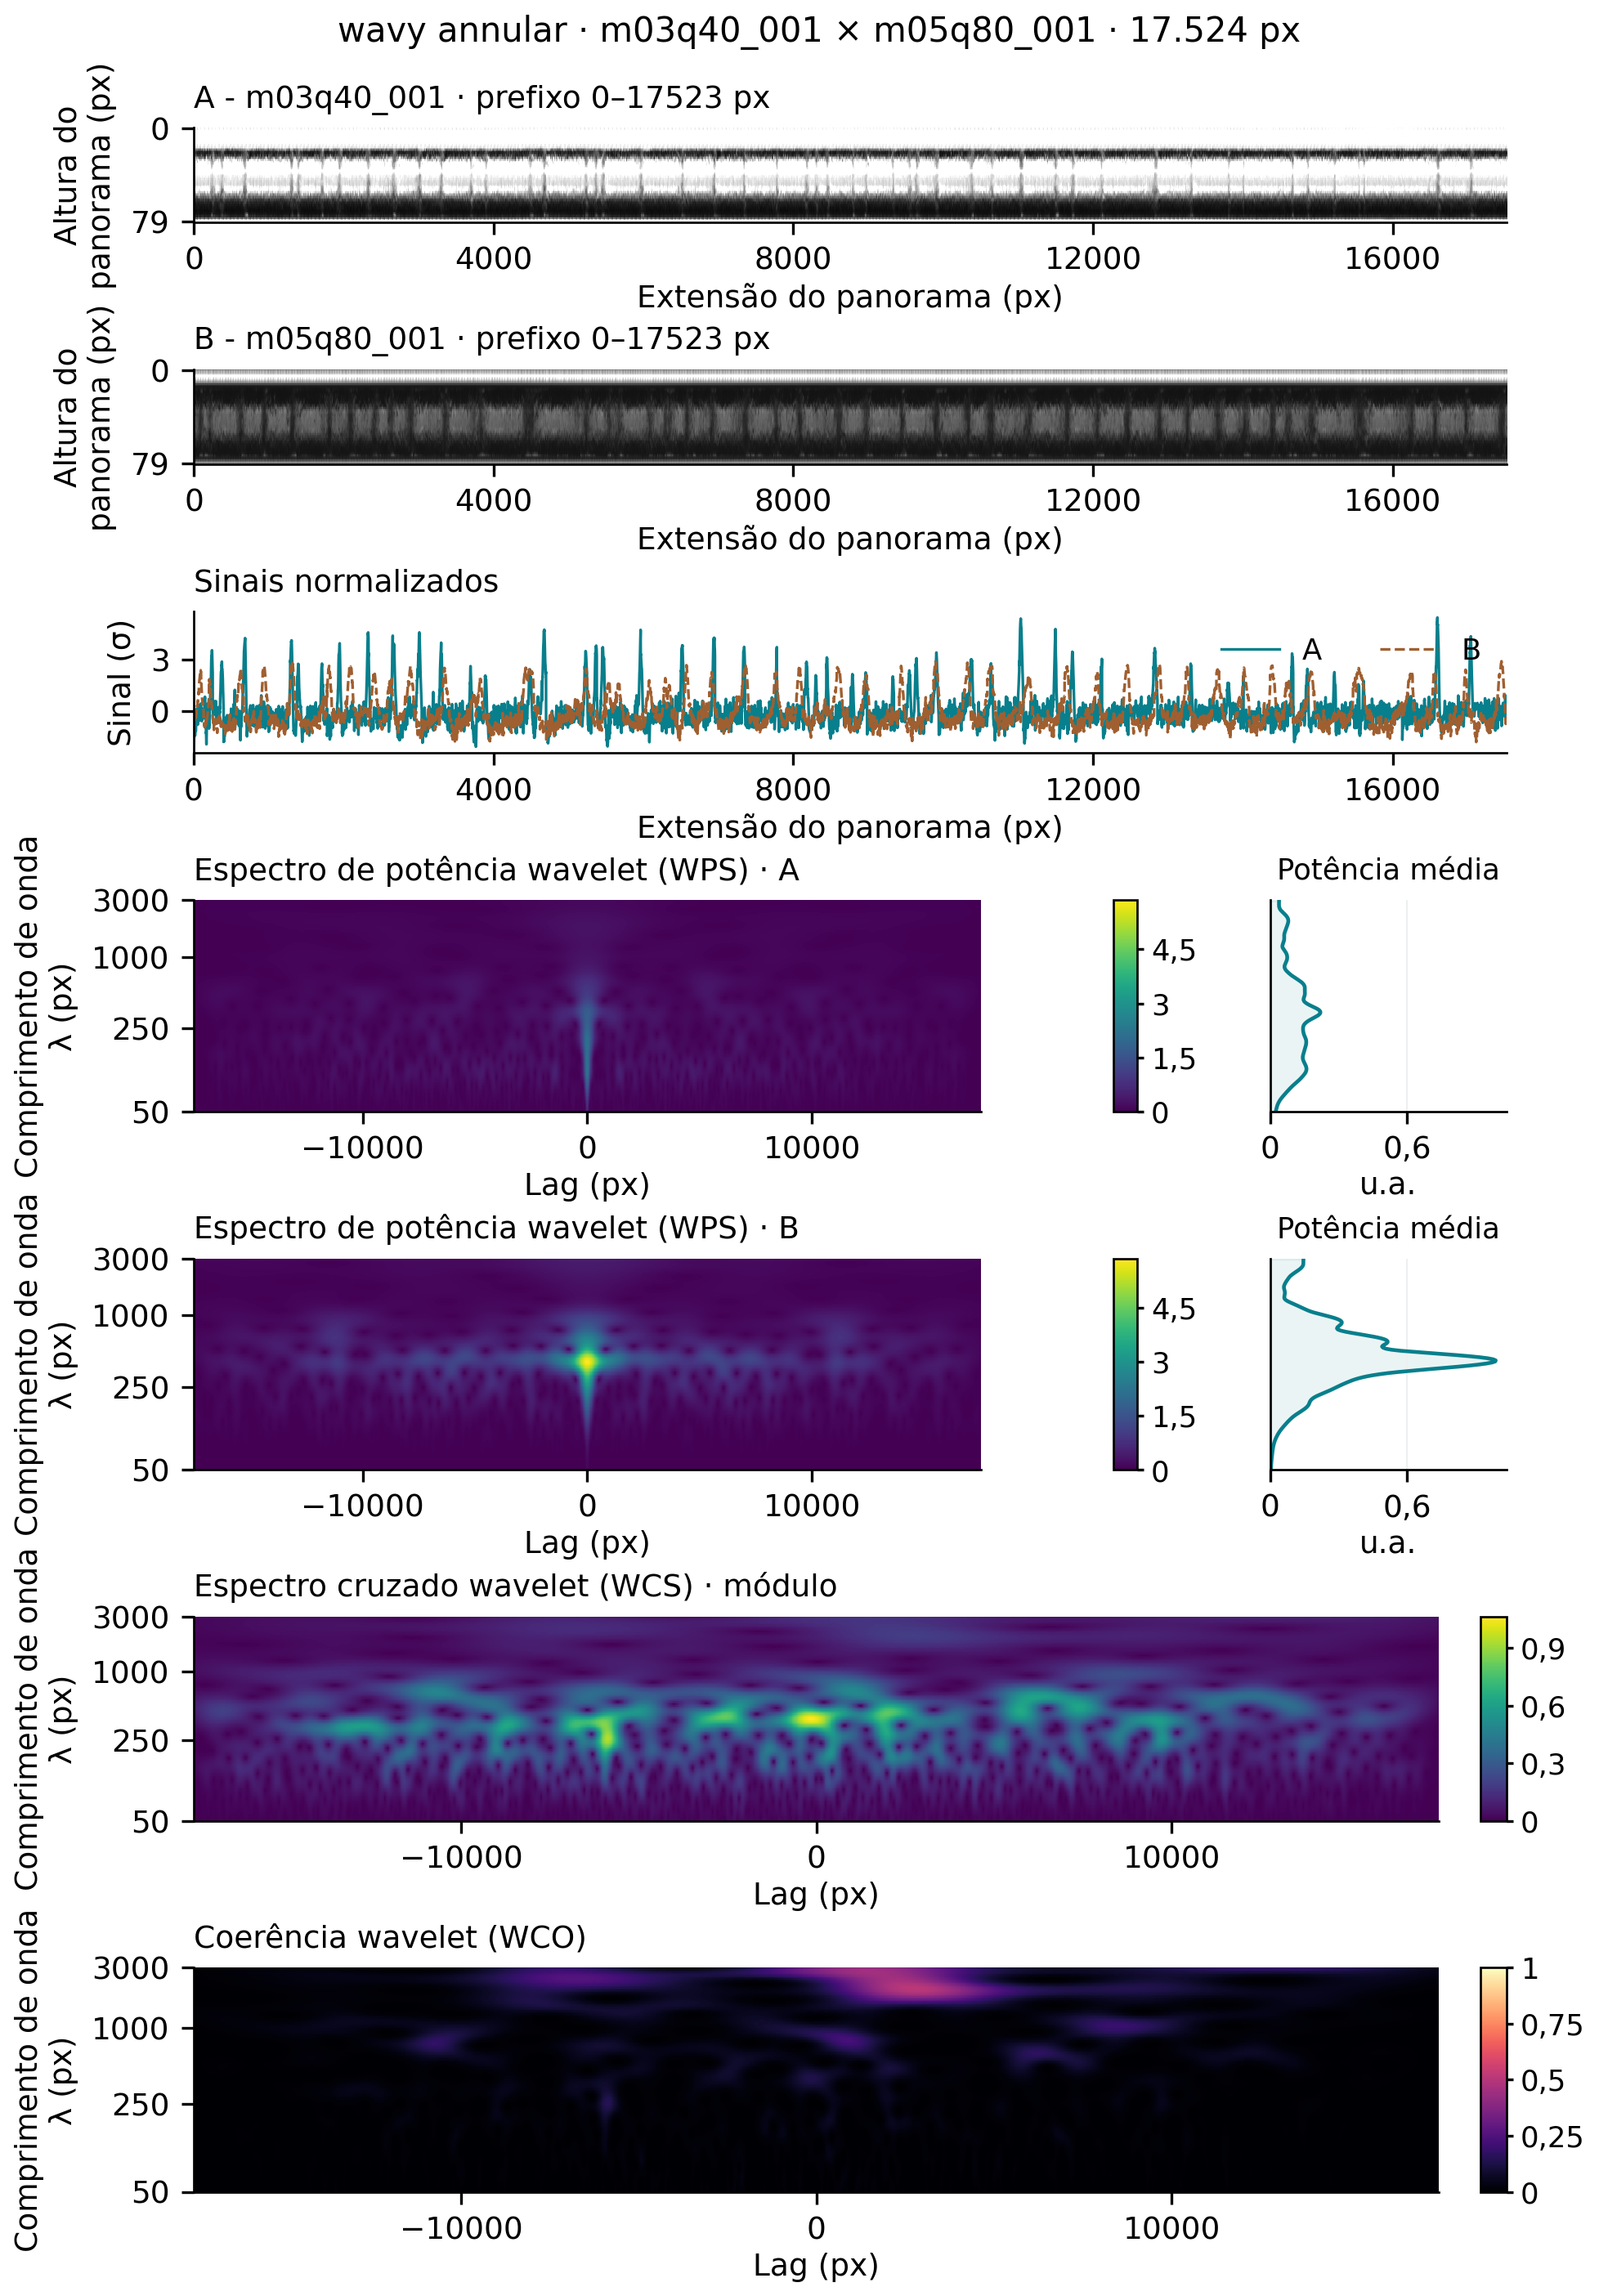 wavy annular · m03q40_001 × m05q80_001 · 17.524 px
A - m03q40_001 · prefixo 0–17523 px
Altura do
panorama (px)
0
79
0 4000 8000 12000 16000
Extensão do panorama (px)
B - m05q80_001 · prefixo 0–17523 px
Altura do
panorama (px)
0
79
0 4000 8000 12000 16000
Extensão do panorama (px)
Sinais normalizados
Sinal (σ)
3
0
A B
0 4000 8000 12000 16000
Extensão do panorama (px)
Espectro de potência wavelet (WPS) · A
Comprimento de onda
λ (px)
3000
1000
250
50
−10000 0 10000
Lag (px)
4,5
3
1,5
0
Potência média
0 0,6
u.a.
Espectro de potência wavelet (WPS) · B
Comprimento de onda
λ (px)
3000
1000
250
50
−10000 0 10000
Lag (px)
4,5
3
1,5
0
Potência média
0 0,6
u.a.
Espectro cruzado wavelet (WCS) · módulo
Comprimento de onda
λ (px)
3000
1000
250
50
−10000 0 10000
Lag (px)
0,9
0,6
0,3
0
Coerência wavelet (WCO)
Comprimento de onda
λ (px)
3000
1000
250
50
−10000 0 10000
Lag (px)
1
0,75
0,5
0,25
0